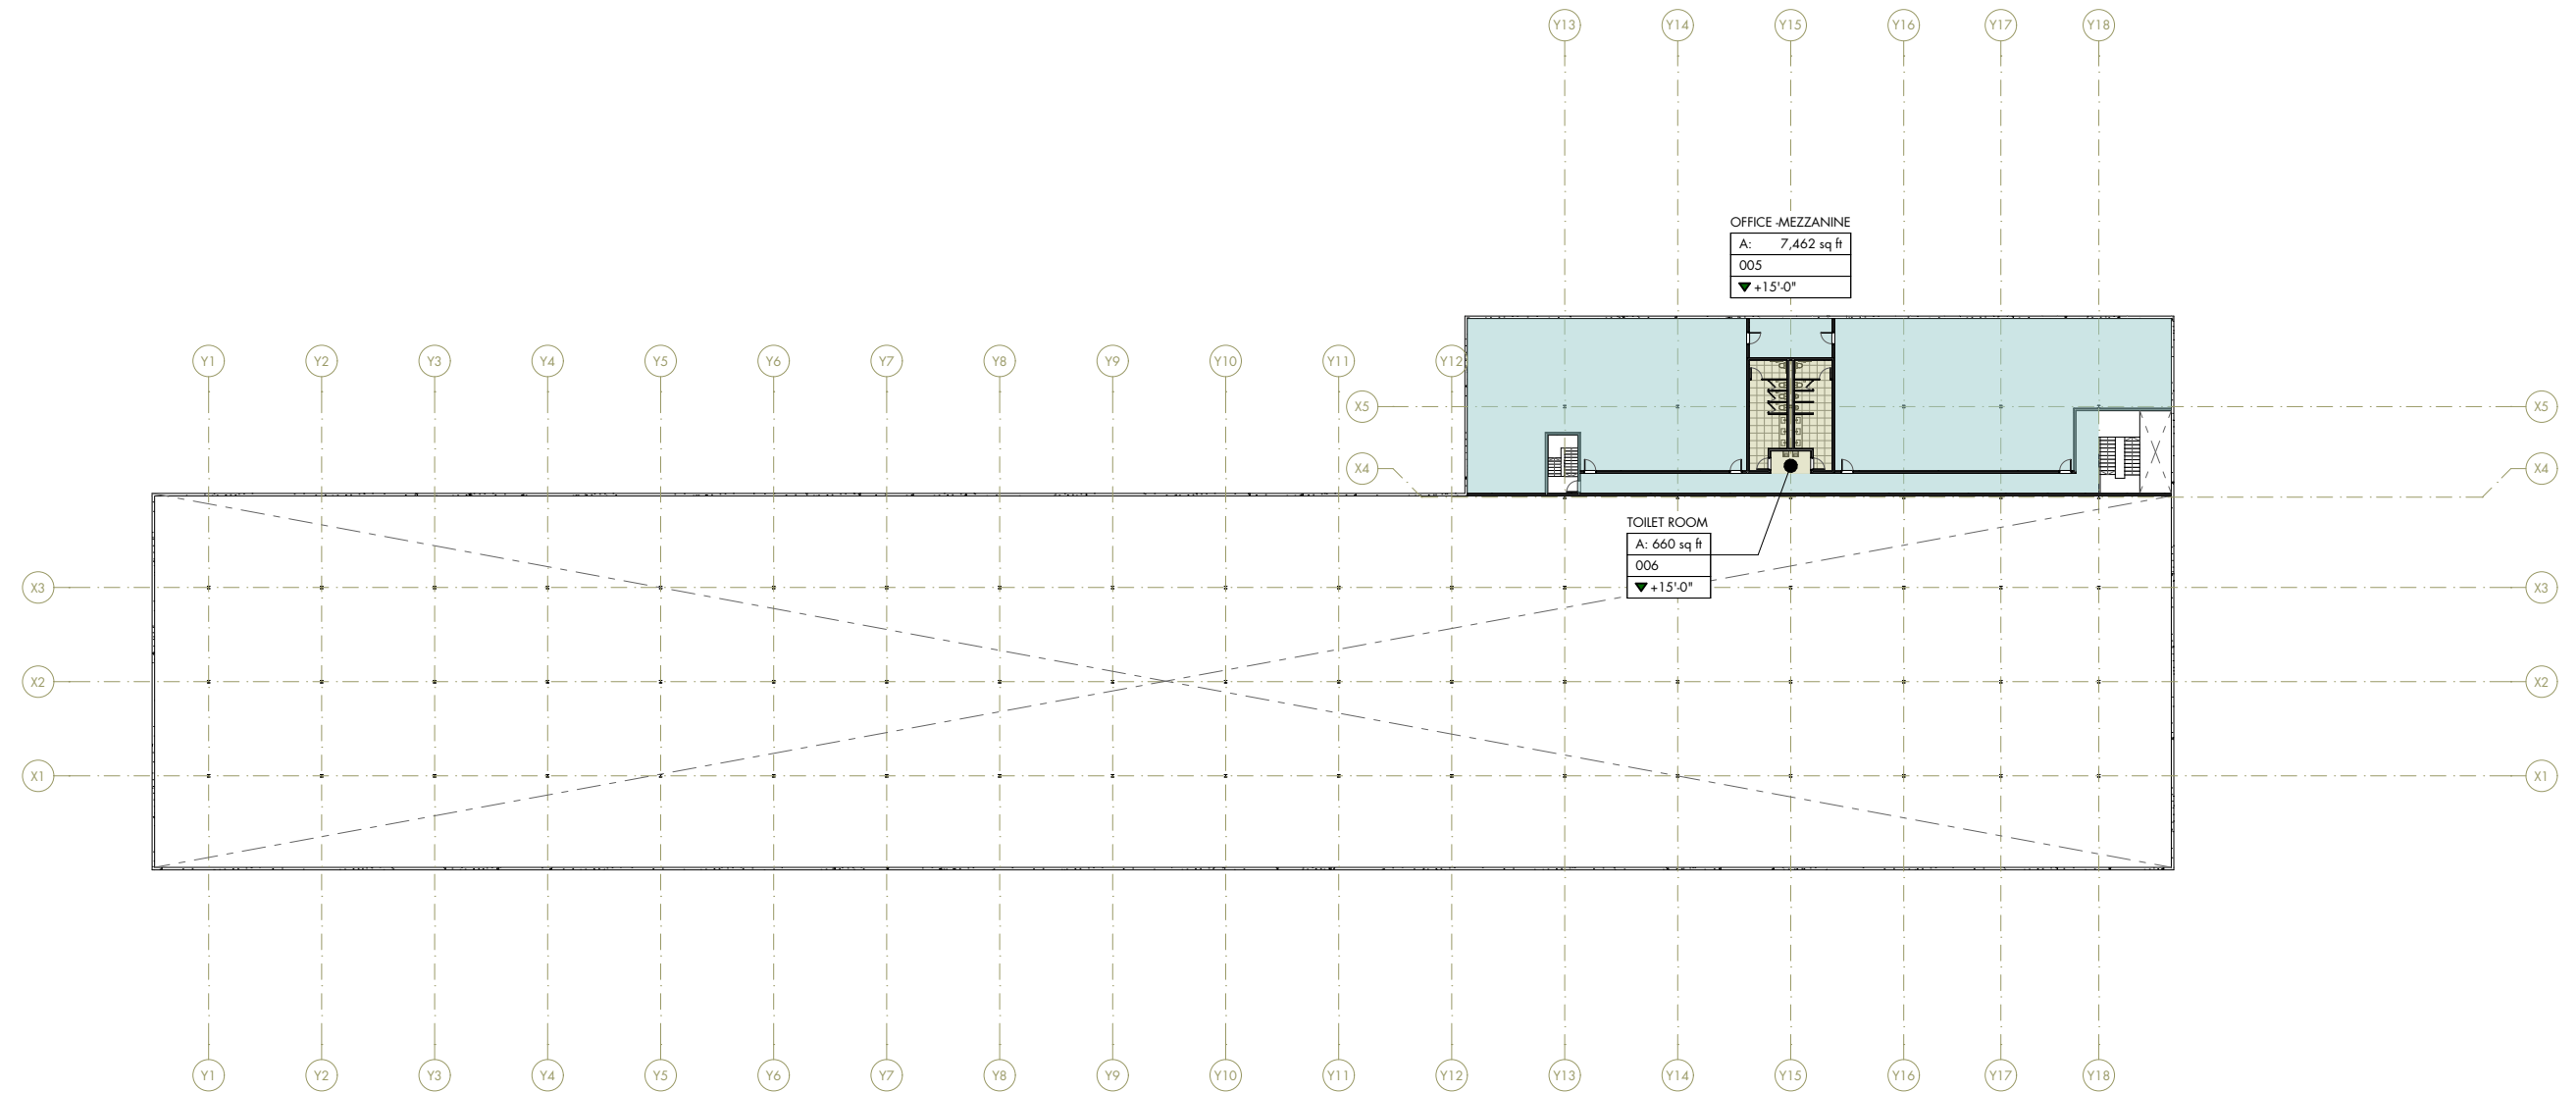 Y13 Y14 Y15 Y16 Y17 Y18
OFFICE -MEZZANINE
A: 7,462 sq ft
005
+15'-0"
Y1 Y2 Y3 Y4 Y5 Y6 Y7 Y8 Y9 Y10 Y11 Y12
X5 X5
X4 X4
TOILET ROOM
A: 660 sq ft
006
+15'-0"
X3 X3
X2 X2
X1 X1
Y1 Y2 Y3 Y4 Y5 Y6 Y7 Y8 Y9 Y10 Y11 Y12 Y13 Y14 Y15 Y16 Y17 Y18